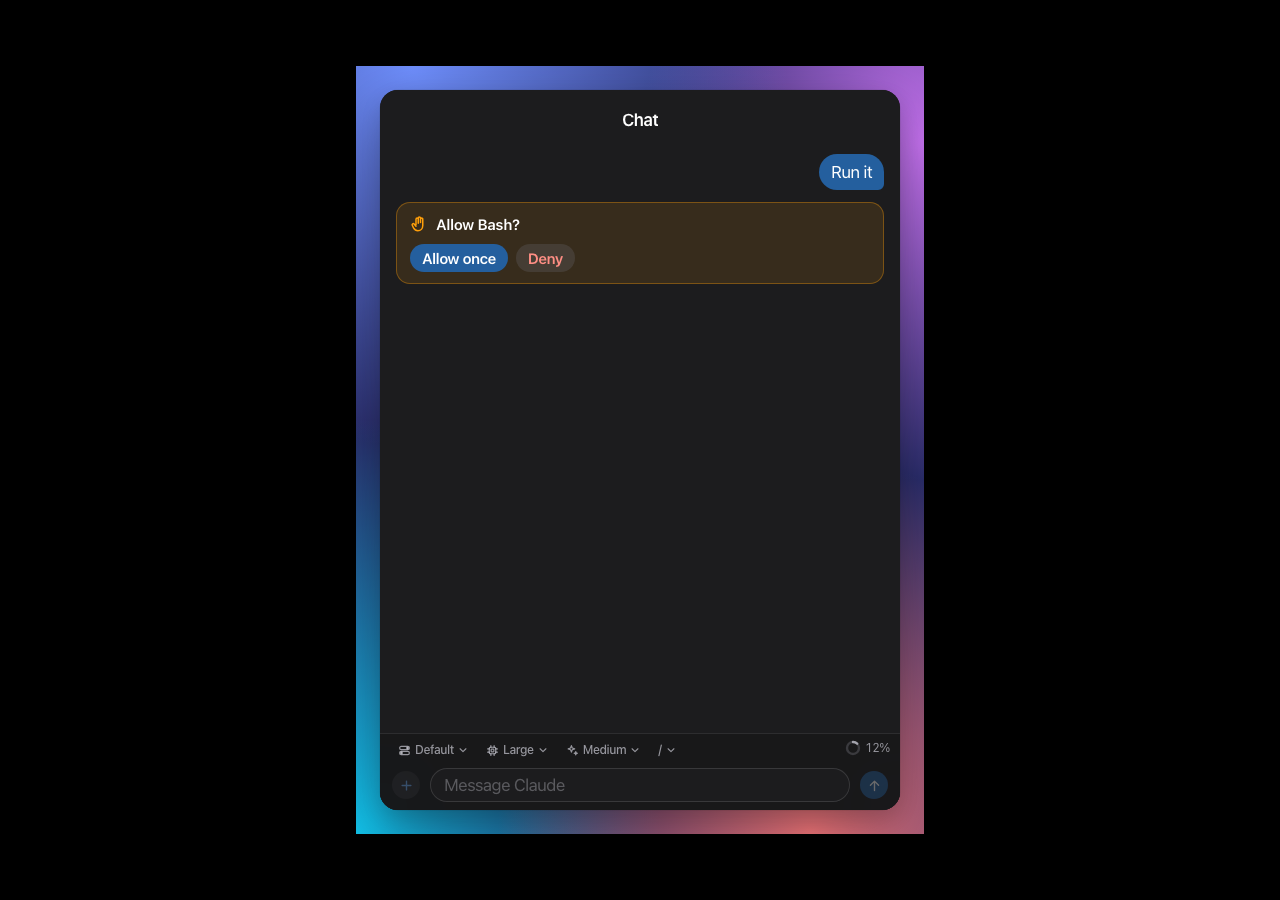 Chat
Run it
Allow Bash?
Allow once
Deny
Default
Large
Medium
/
12%
Message Claude